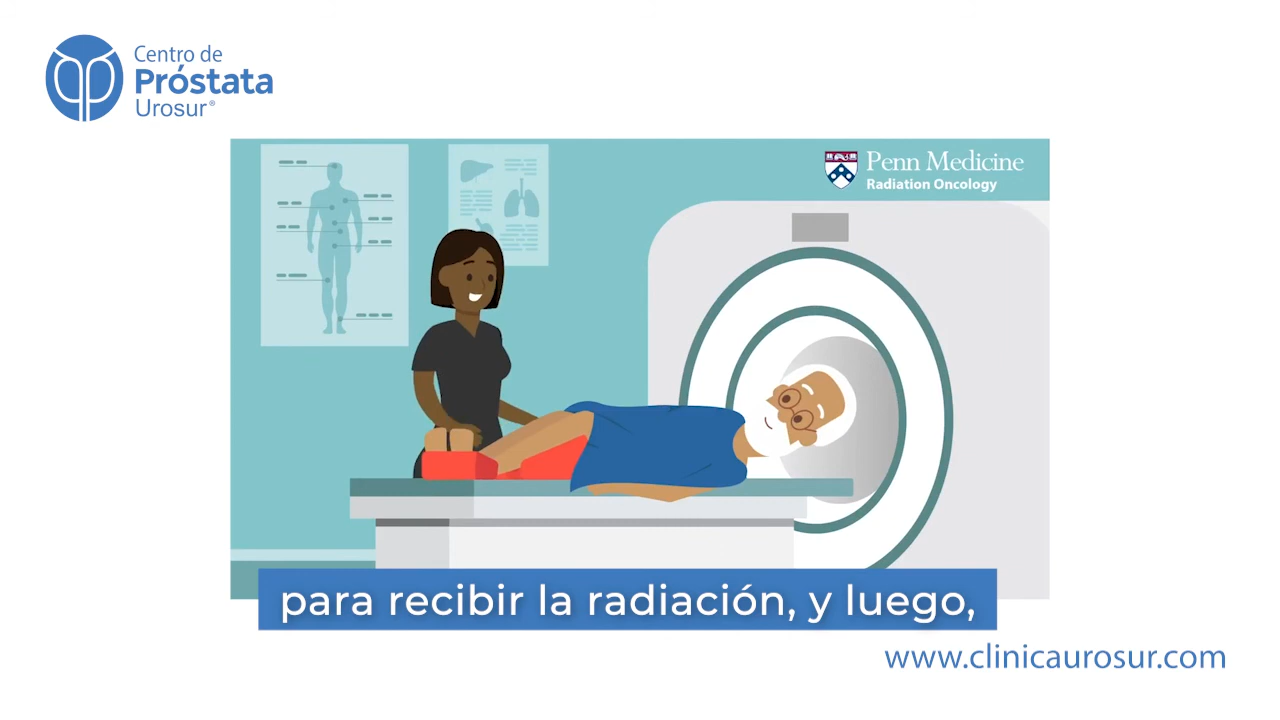 Centro de
Próstata
Urosur®
Penn Medicine
Radiation Oncology
para recibir la radiación, y luego,
www.clinicaurosur.com